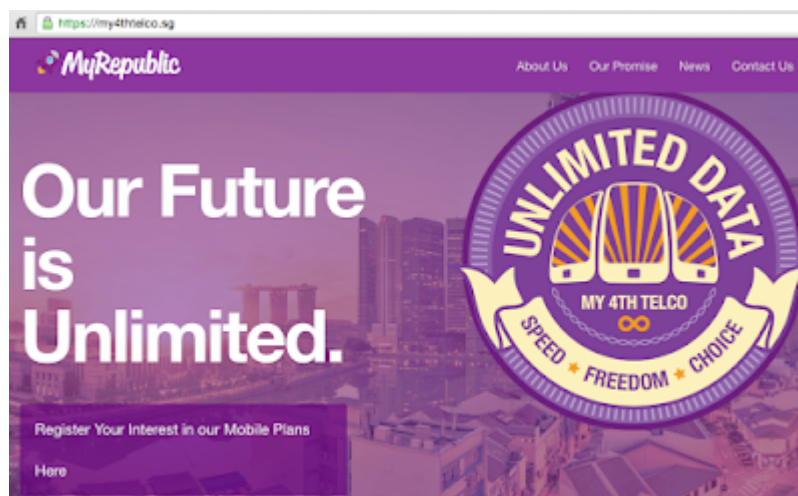 https://my4thtelco.sg
MyRepublic
About Us Our Promise News Contact Us
Our Future
is
Unlimited.
UNLIMITED DATA
MY 4TH TELCO
SPEED ★ FREEDOM ★ CHOICE
Register Your Interest in our Mobile Plans
Here